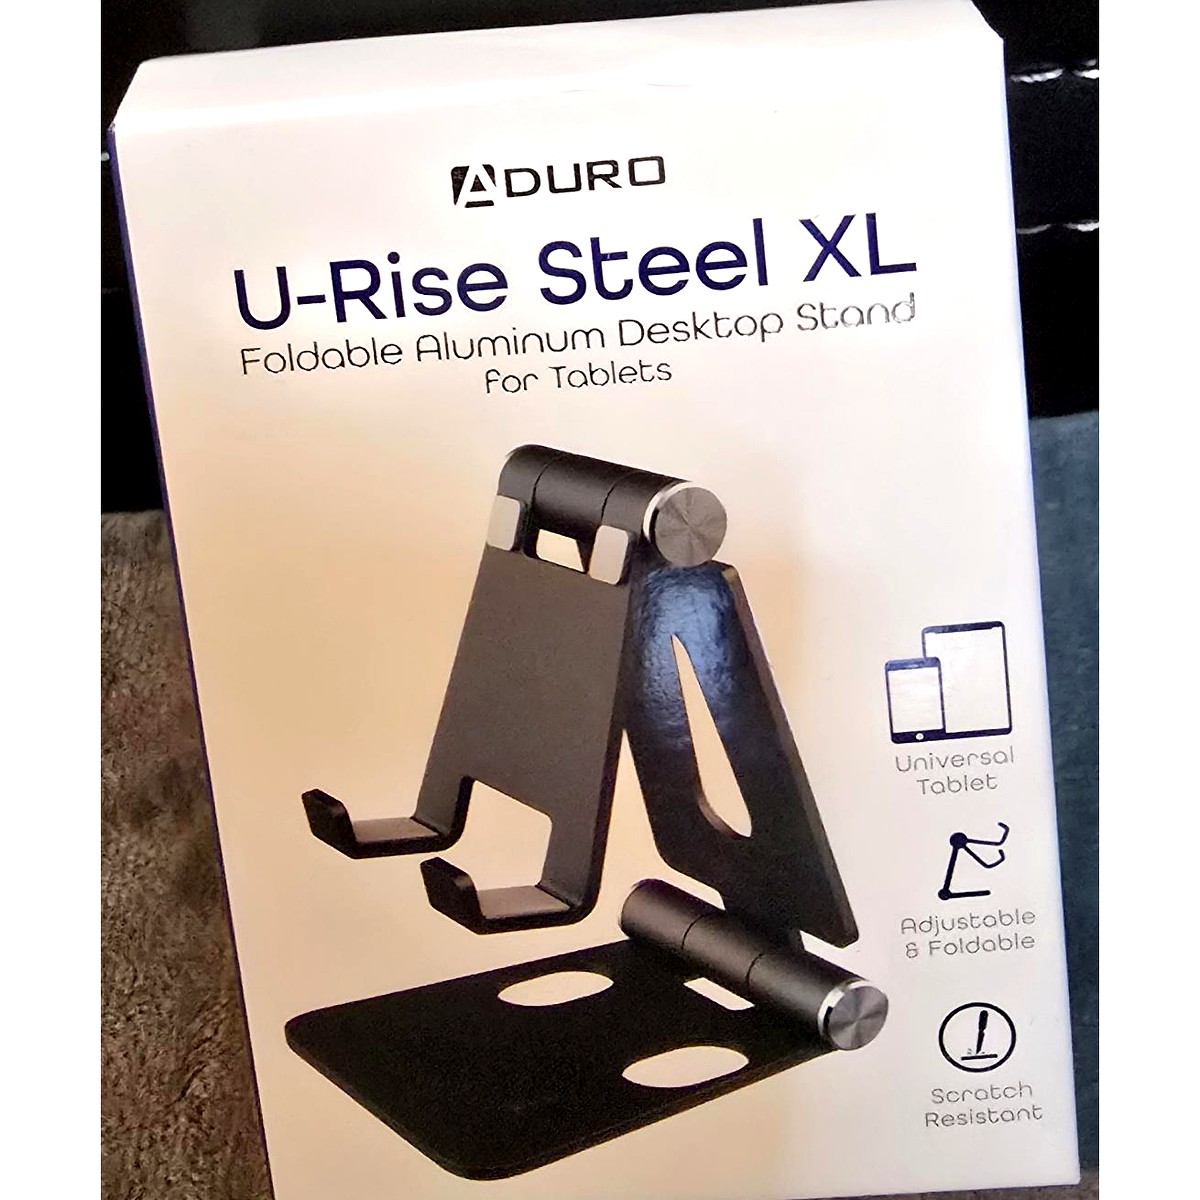 ADURO
U-Rise Steel XL
Foldable Aluminum Desktop Stand
for Tablets
Universal
Tablet
Adjustable
& Foldable
Scratch
Resistant